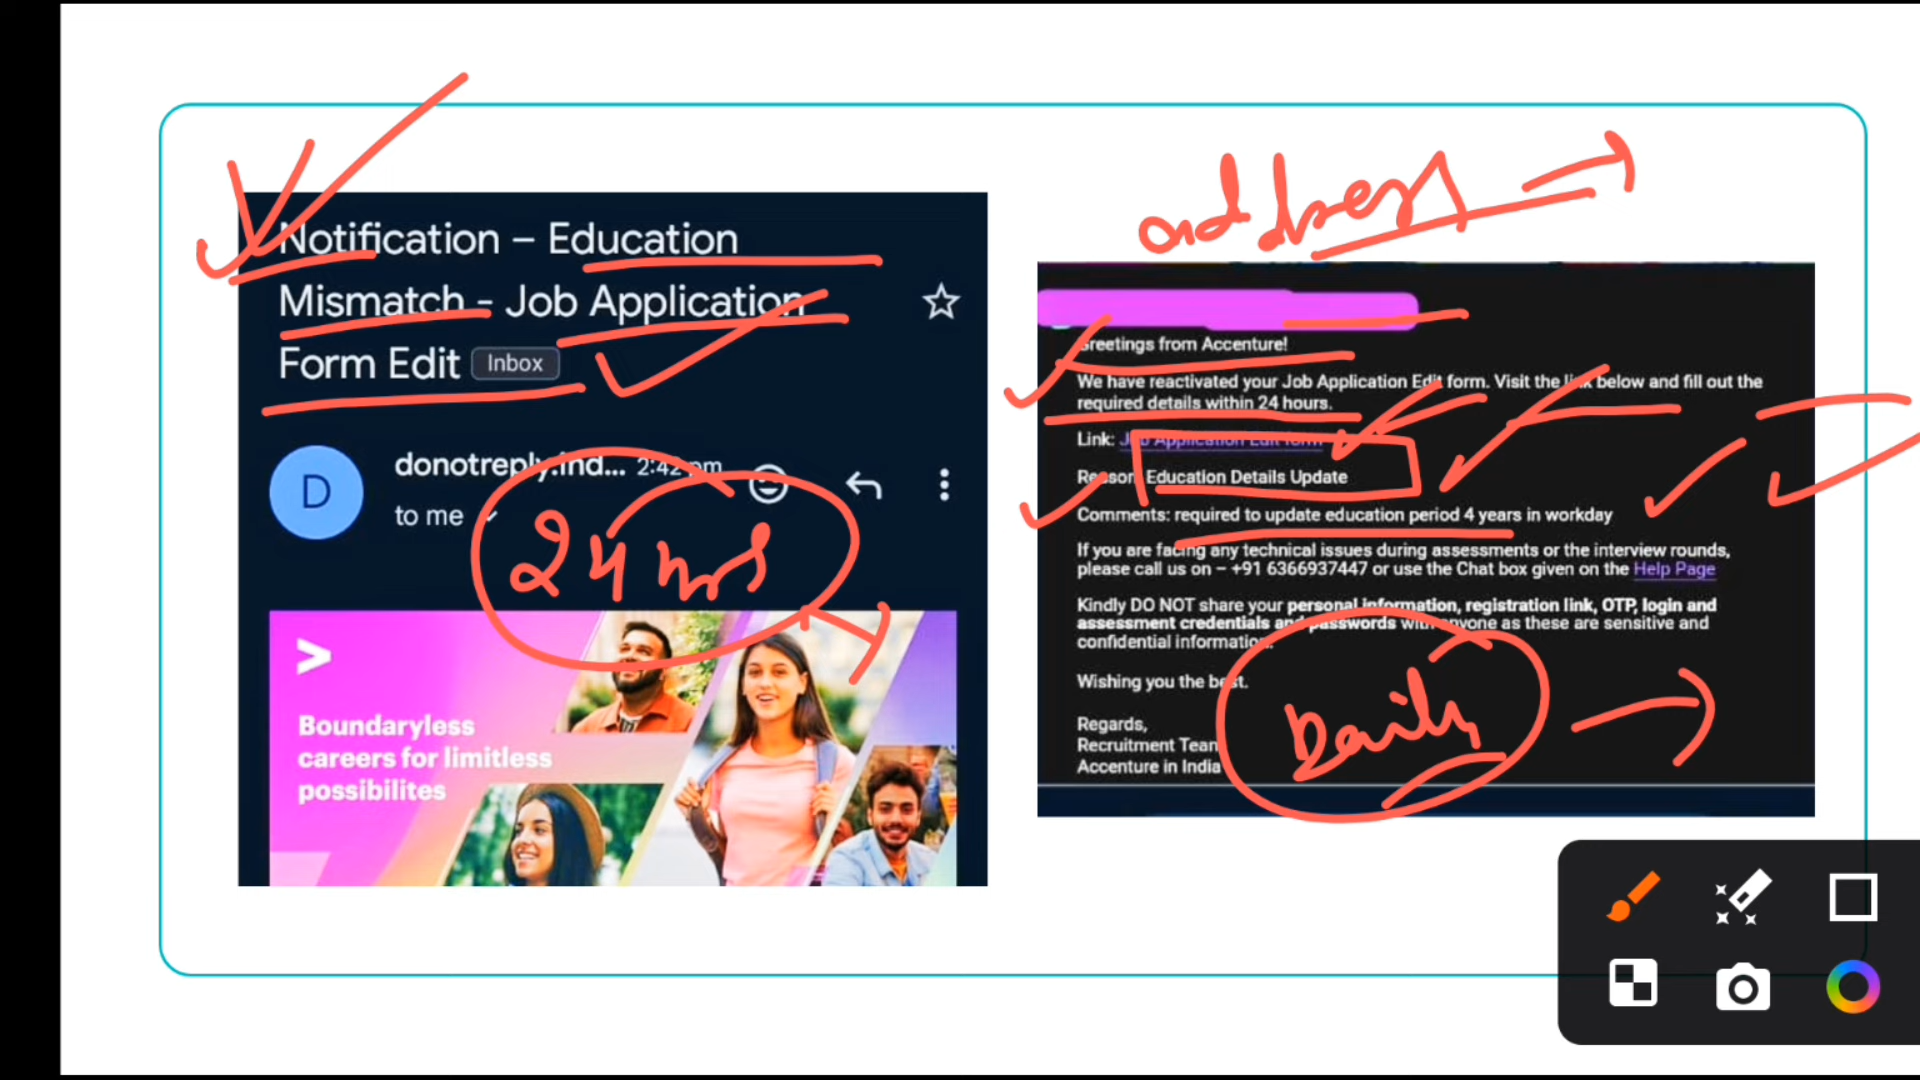 Notification – Education
Mismatch - Job Application
Form Edit Inbox
D
donotreply.ind... 2:42 pm
to me
24 hrs
Boundaryless
careers for limitless
possibilites
address
Greetings from Accenture!
We have reactivated your Job Application Edit form. Visit the link below and fill out the
required details within 24 hours.
Link: Job Application Edit form
Reason: Education Details Update
Comments: required to update education period 4 years in workday
If you are facing any technical issues during assessments or the interview rounds,
please call us on – +91 6366937447 or use the Chat box given on the Help Page
Kindly DO NOT share your personal information, registration link, OTP, login and
assessment credentials and passwords with anyone as these are sensitive and
confidential information.
Wishing you the best.
Regards,
Recruitment Team
Accenture in India
Daily